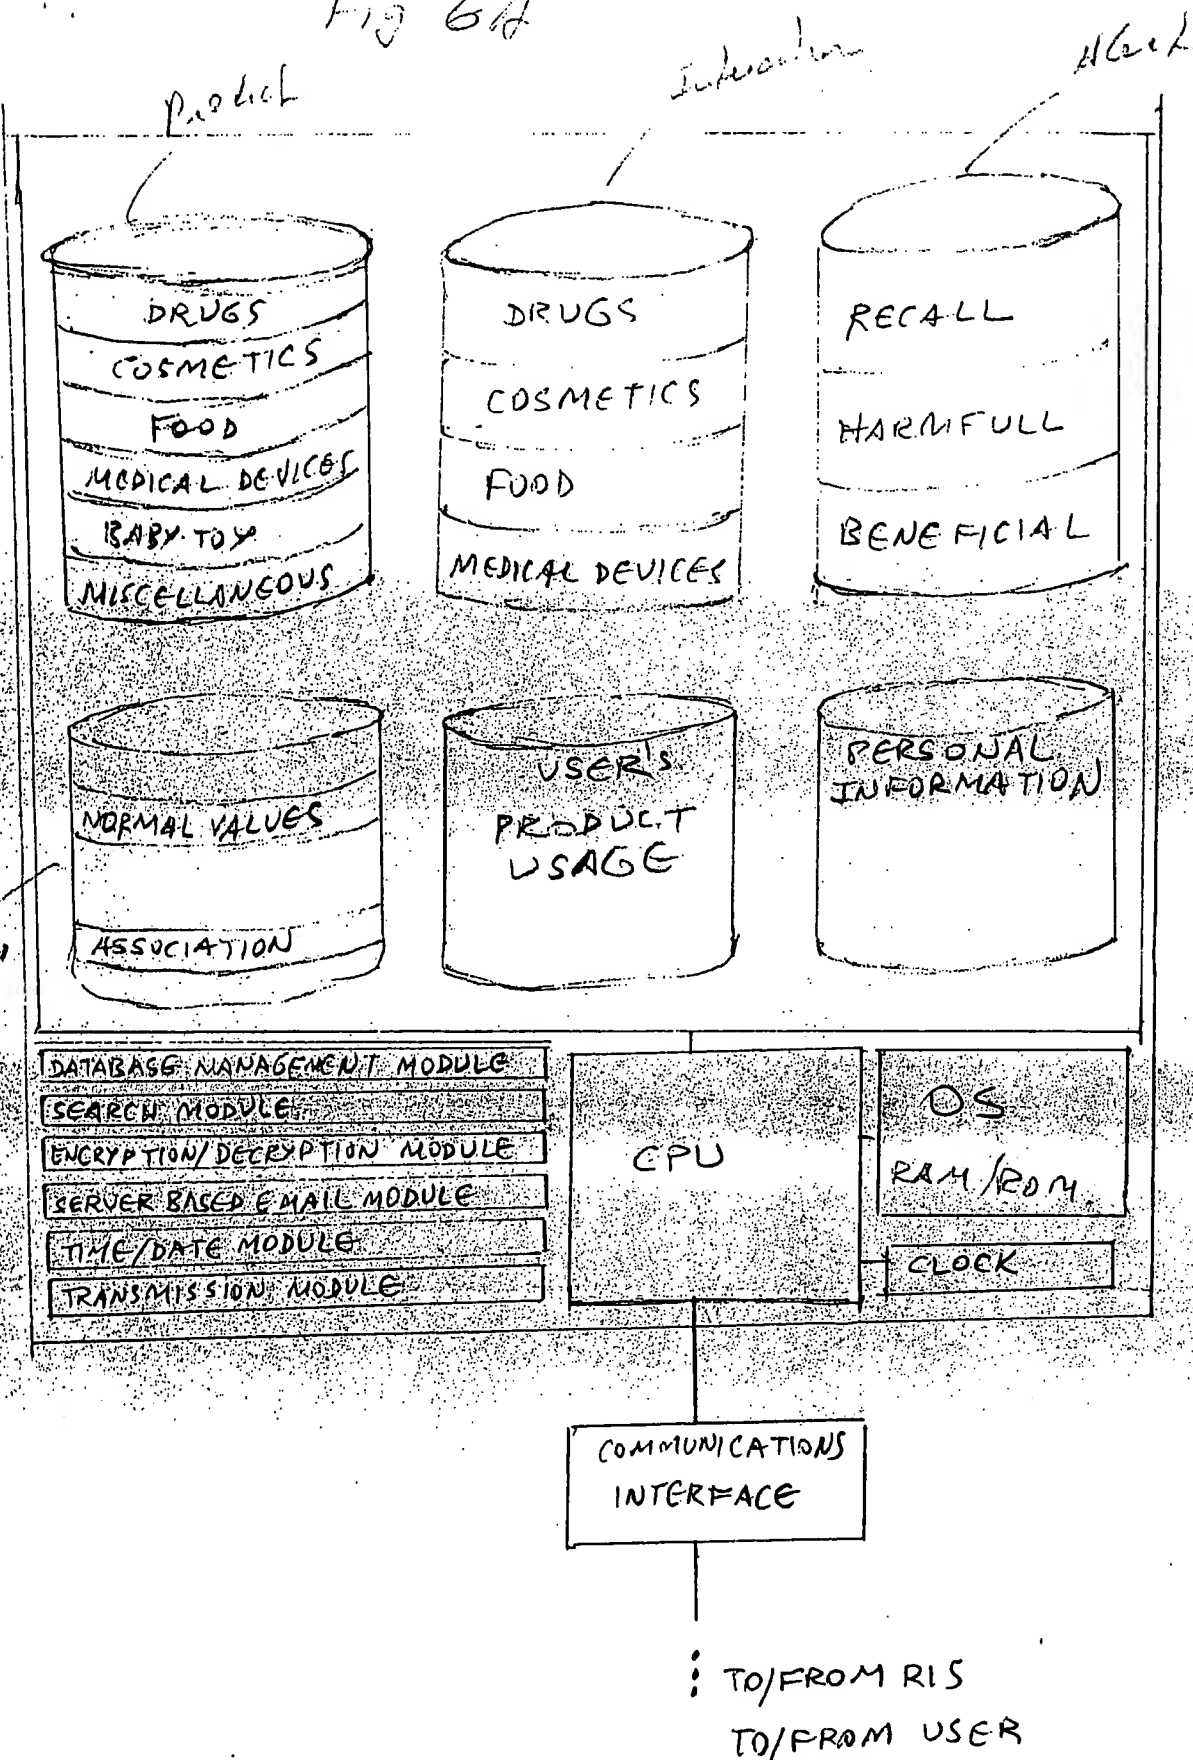 Fig 6A
Product
Interaction
Alert
DRUGS
COSMETICS
FOOD
MEDICAL DEVICES
BABY TOY
MISCELLANEOUS
DRUGS
COSMETICS
FOOD
MEDICAL DEVICES
RECALL
HARMFULL
BENEFICIAL
NORMAL VALUES
ASSOCIATION
USER'S
PRODUCT
USAGE
PERSONAL
INFORMATION
DATABASE MANAGEMENT MODULE
SEARCH MODULE
ENCRYPTION/DECRYPTION MODULE
SERVER BASED EMAIL MODULE
TIME/DATE MODULE
TRANSMISSION MODULE
CPU
OS
RAM/ROM
CLOCK
COMMUNICATIONS
INTERFACE
TO/FROM RIS
TO/FROM USER